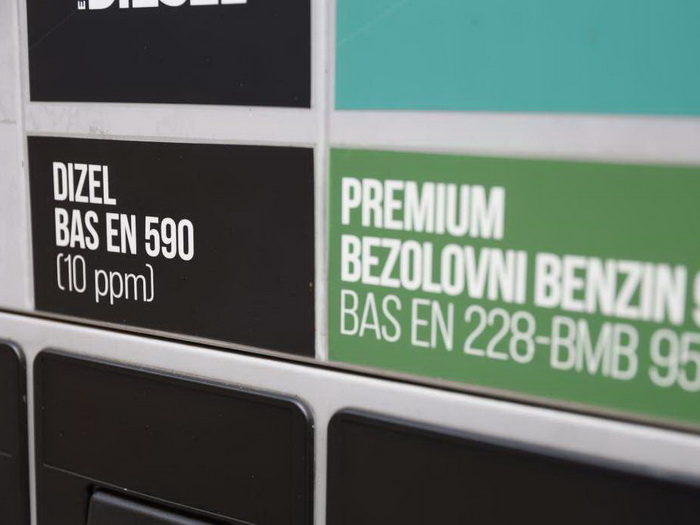 DIZEL
BAS EN 590
(10 ppm)
PREMIUM
BEZOLOVNI BENZIN
BAS EN 228-BMB 95